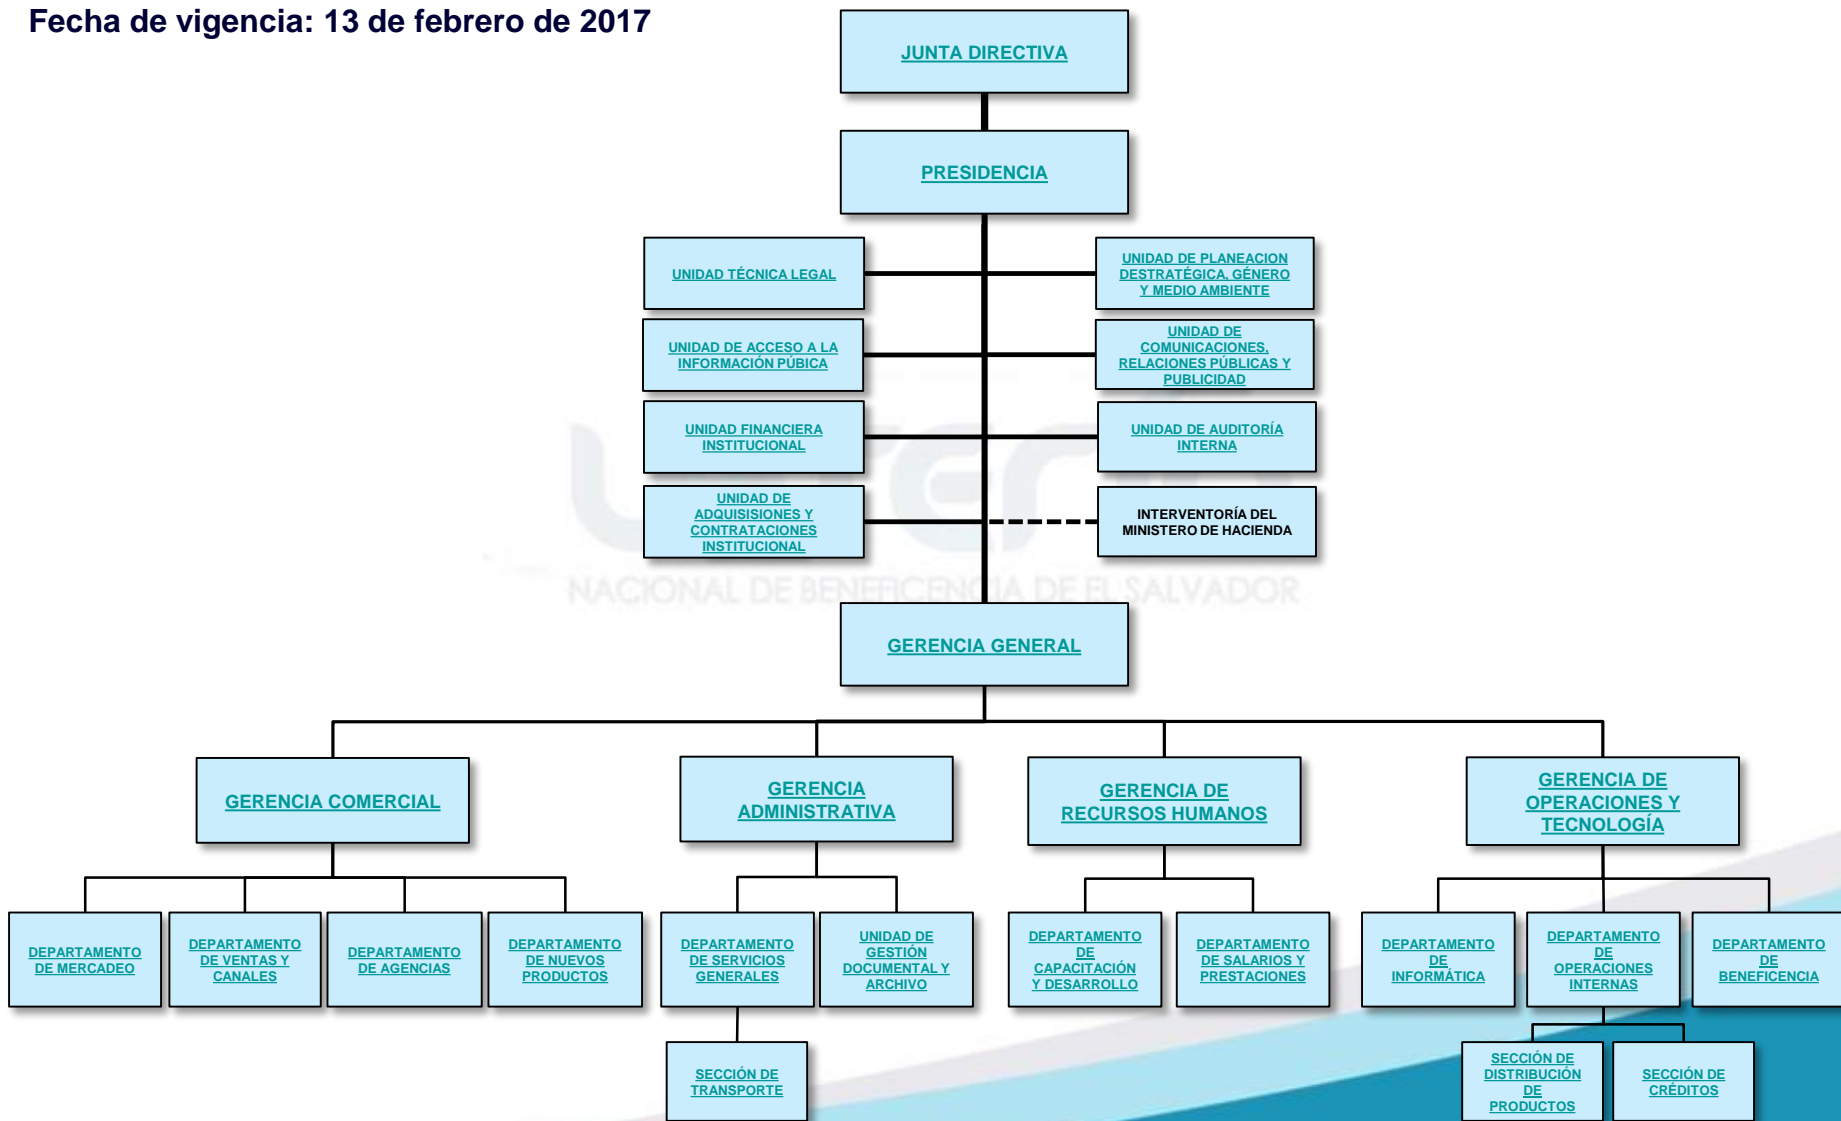 Fecha de vigencia: 13 de febrero de 2017
JUNTA DIRECTIVA
PRESIDENCIA
UNIDAD TÉCNICA LEGAL
UNIDAD DE PLANEACION
DESTRATÉGICA, GÉNERO
Y MEDIO AMBIENTE
UNIDAD DE ACCESO A LA
INFORMACIÓN PÚBICA
UNIDAD DE
COMUNICACIONES,
RELACIONES PÚBLICAS Y
PUBLICIDAD
UNIDAD FINANCIERA
INSTITUCIONAL
UNIDAD DE AUDITORÍA
INTERNA
UNIDAD DE
ADQUISISIONES Y
CONTRATACIONES
INSTITUCIONAL
INTERVENTORÍA DEL
MINISTERO DE HACIENDA
NACIONAL DE BENEFICENCIA DE EL SALVADOR
GERENCIA GENERAL
GERENCIA COMERCIAL
GERENCIA
ADMINISTRATIVA
GERENCIA DE
RECURSOS HUMANOS
GERENCIA DE
OPERACIONES Y
TECNOLOGÍA
DEPARTAMENTO
DE MERCADEO
DEPARTAMENTO
DE VENTAS Y
CANALES
DEPARTAMENTO
DE AGENCIAS
DEPARTAMENTO
DE NUEVOS
PRODUCTOS
DEPARTAMENTO
DE SERVICIOS
GENERALES
UNIDAD DE
GESTIÓN
DOCUMENTAL Y
ARCHIVO
DEPARTAMENTO
DE
CAPACITACIÓN
Y DESARROLLO
DEPARTAMENTO
DE SALARIOS Y
PRESTACIONES
DEPARTAMENTO
DE
INFORMÁTICA
DEPARTAMENTO
DE
OPERACIONES
INTERNAS
DEPARTAMENTO
DE
BENEFICENCIA
SECCIÓN DE
TRANSPORTE
SECCIÓN DE
DISTRIBUCIÓN
DE
PRODUCTOS
SECCIÓN DE
CRÉDITOS